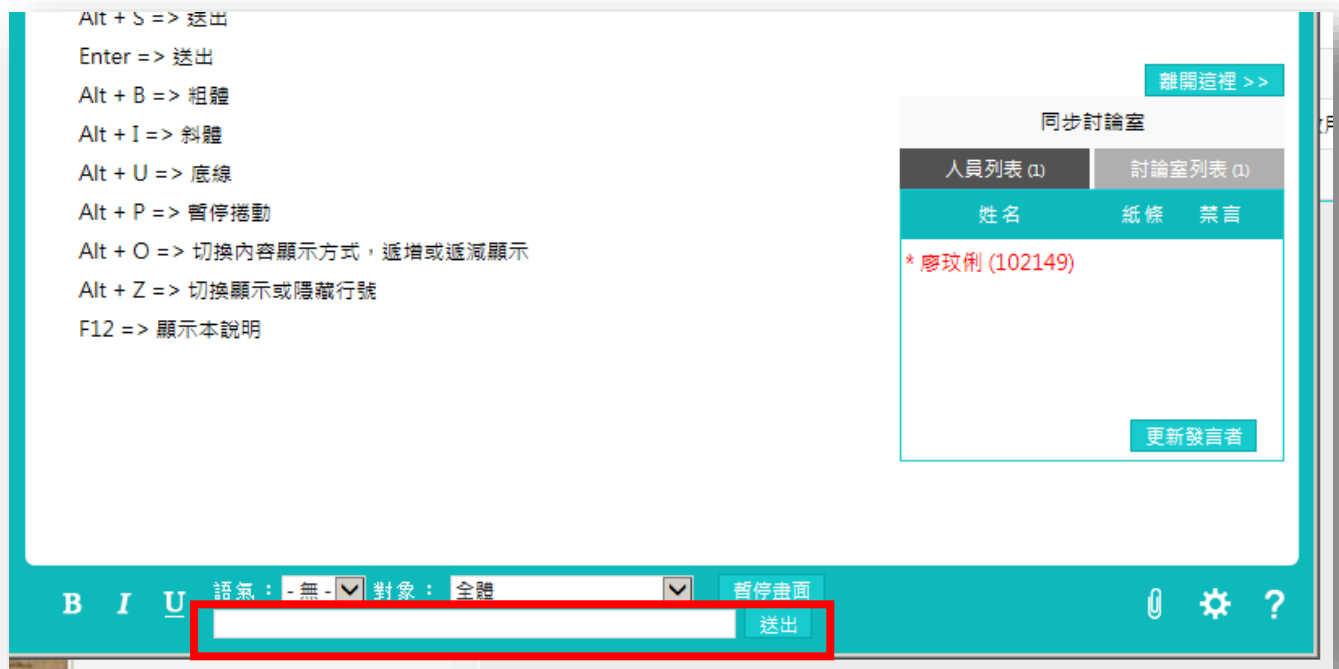 Alt + S => 送出
Enter => 送出
Alt + B => 粗體
Alt + I => 斜體
Alt + U => 底線
Alt + P => 暫停捲動
Alt + O => 切換內容顯示方式，遞增或遞減顯示
Alt + Z => 切換顯示或隱藏行號
F12 => 顯示本說明
離開這裡 >>
同步討論室
人員列表 (1) 討論室列表 (1)
姓名 紙條 禁言
* 廖玟俐 (102149)
更新發言者
B I U 語氣： - 無 - 對象： 全體 暫停畫面
送出
?